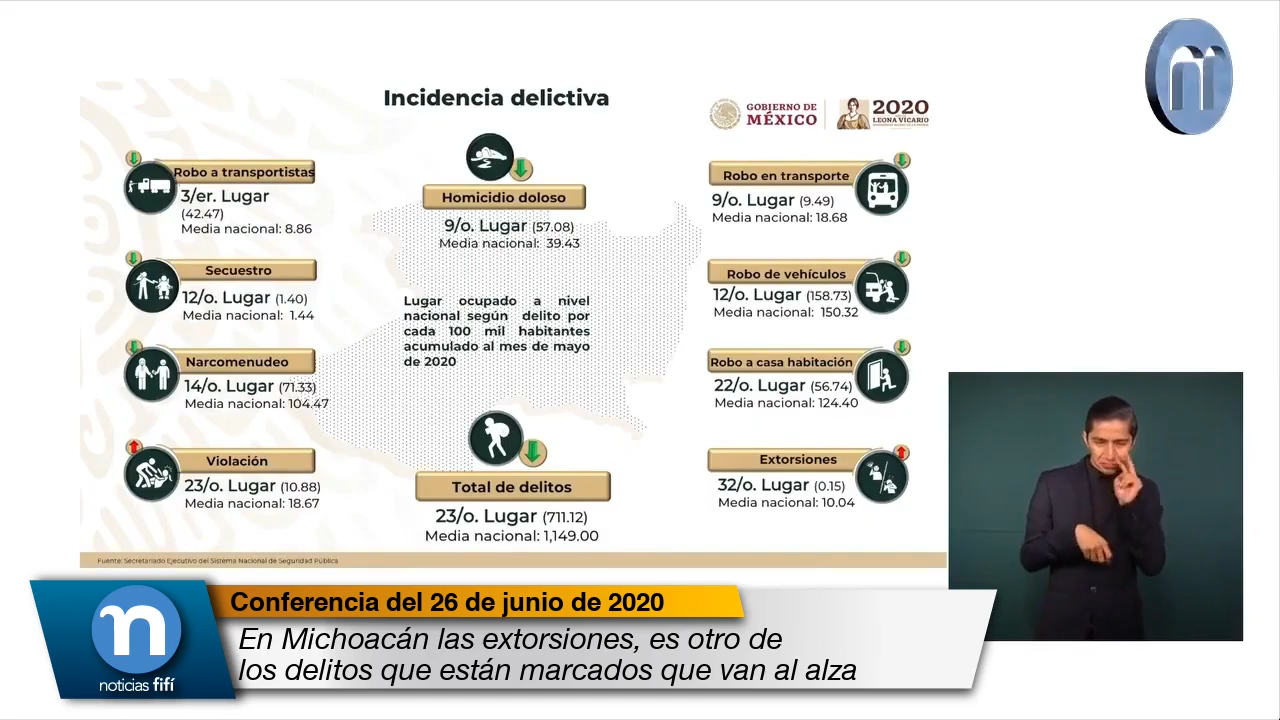 Incidencia delictiva
GOBIERNO DE
MÉXICO
2020
LEONA VICARIO
Robo a transportistas
3/er. Lugar
(42.47)
Media nacional: 8.86
Secuestro
12/o. Lugar (1.40)
Media nacional: 1.44
Narcomenudeo
14/o. Lugar (71.33)
Media nacional: 104.47
Violación
23/o. Lugar (10.88)
Media nacional: 18.67
Homicidio doloso
9/o. Lugar (57.08)
Media nacional: 39.43
Lugar ocupado a nivel
nacional según delito por
cada 100 mil habitantes
acumulado al mes de mayo
de 2020
Total de delitos
23/o. Lugar (711.12)
Media nacional: 1,149.00
Robo en transporte
9/o. Lugar (9.49)
Media nacional: 18.68
Robo de vehículos
12/o. Lugar (158.73)
Media nacional: 150.32
Robo a casa habitación
22/o. Lugar (56.74)
Media nacional: 124.40
Extorsiones
32/o. Lugar (0.15)
Media nacional: 10.04
Fuente: Secretariado Ejecutivo del Sistema Nacional de Seguridad Pública
n
noticias fifí
Conferencia del 26 de junio de 2020
En Michoacán las extorsiones, es otro de
los delitos que están marcados que van al alza